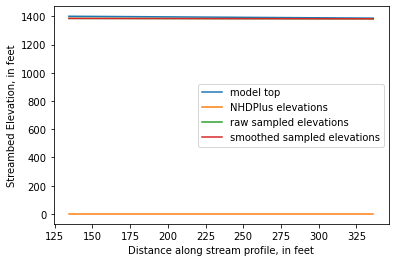 1400
1200
1000
800
600
400
200
0
Streambed Elevation, in feet
model top
NHDPlus elevations
raw sampled elevations
smoothed sampled elevations
125 150 175 200 225 250 275 300 325
Distance along stream profile, in feet